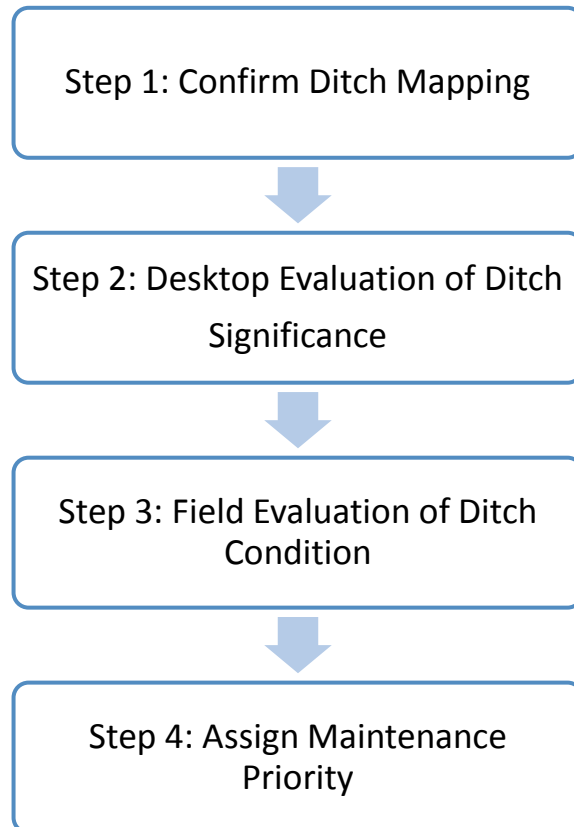 Step 1: Confirm Ditch Mapping
Step 2: Desktop Evaluation of Ditch
Significance
Step 3: Field Evaluation of Ditch
Condition
Step 4: Assign Maintenance
Priority